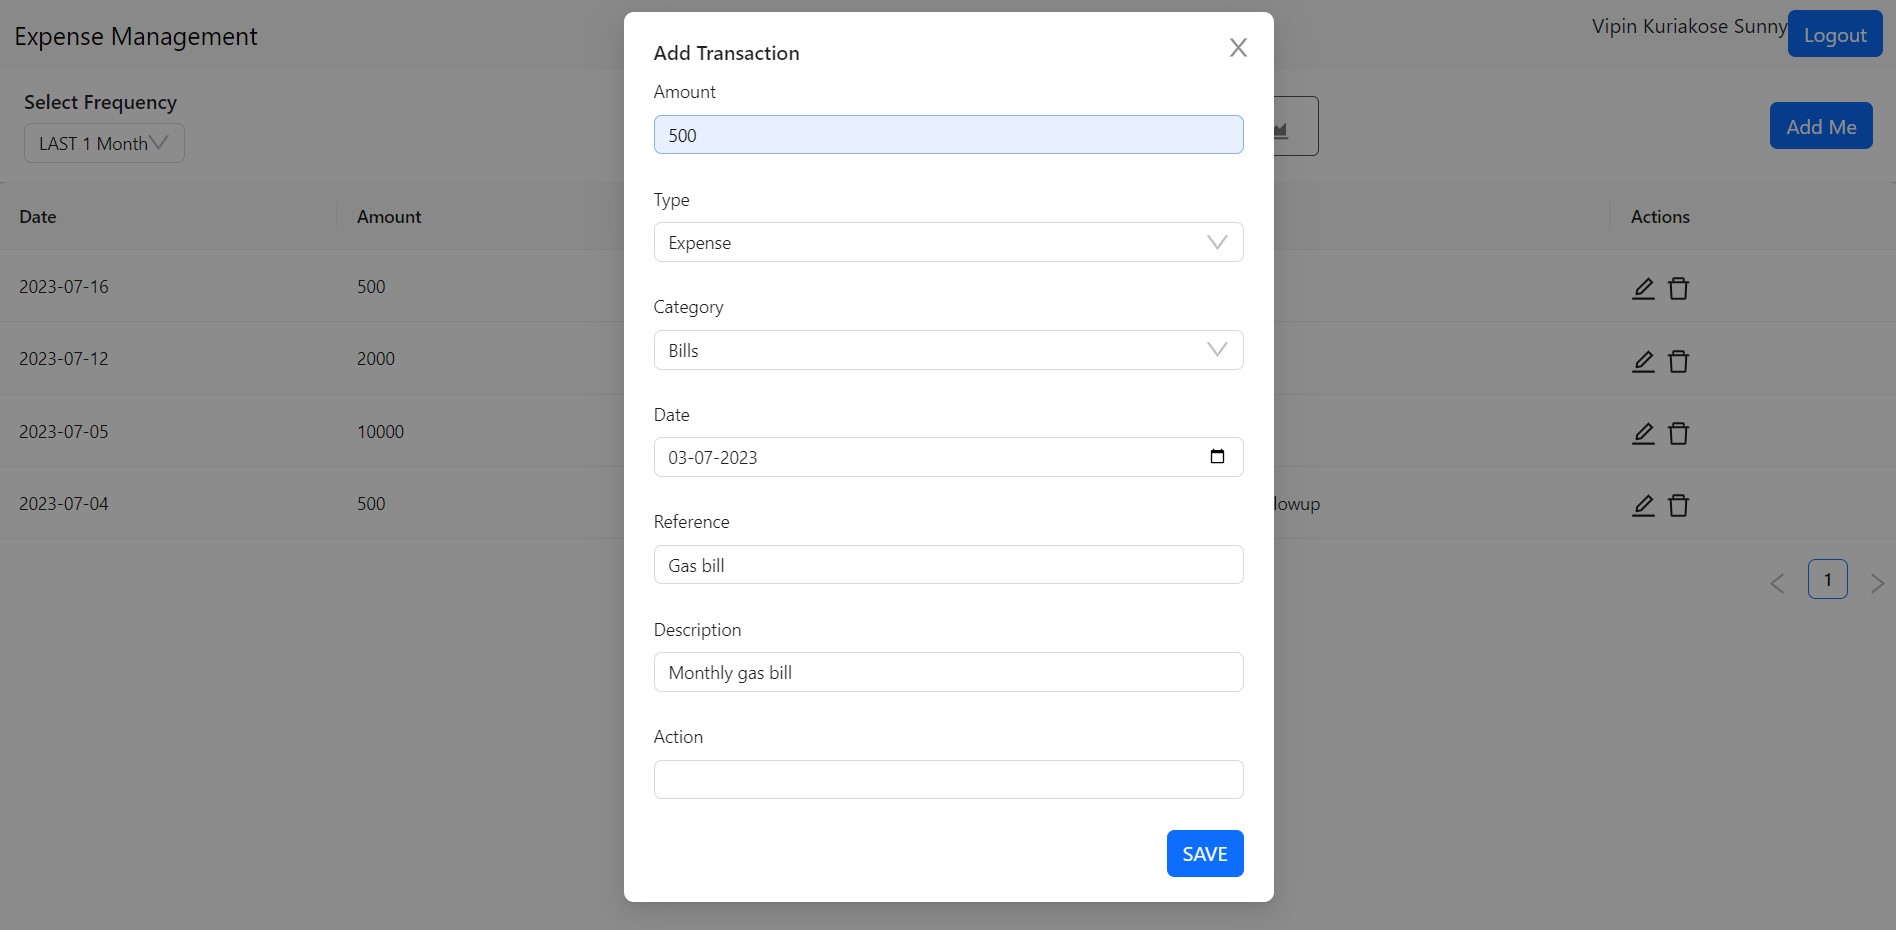 Expense Management
Vipin Kuriakose Sunny
Logout
Select Frequency
LAST 1 Month
Add Me
Date Amount Actions
2023-07-16 500
2023-07-12 2000
2023-07-05 10000
2023-07-04 500 lowup
1
Add Transaction
Amount
500
Type
Expense
Category
Bills
Date
03-07-2023
Reference
Gas bill
Description
Monthly gas bill
Action
SAVE